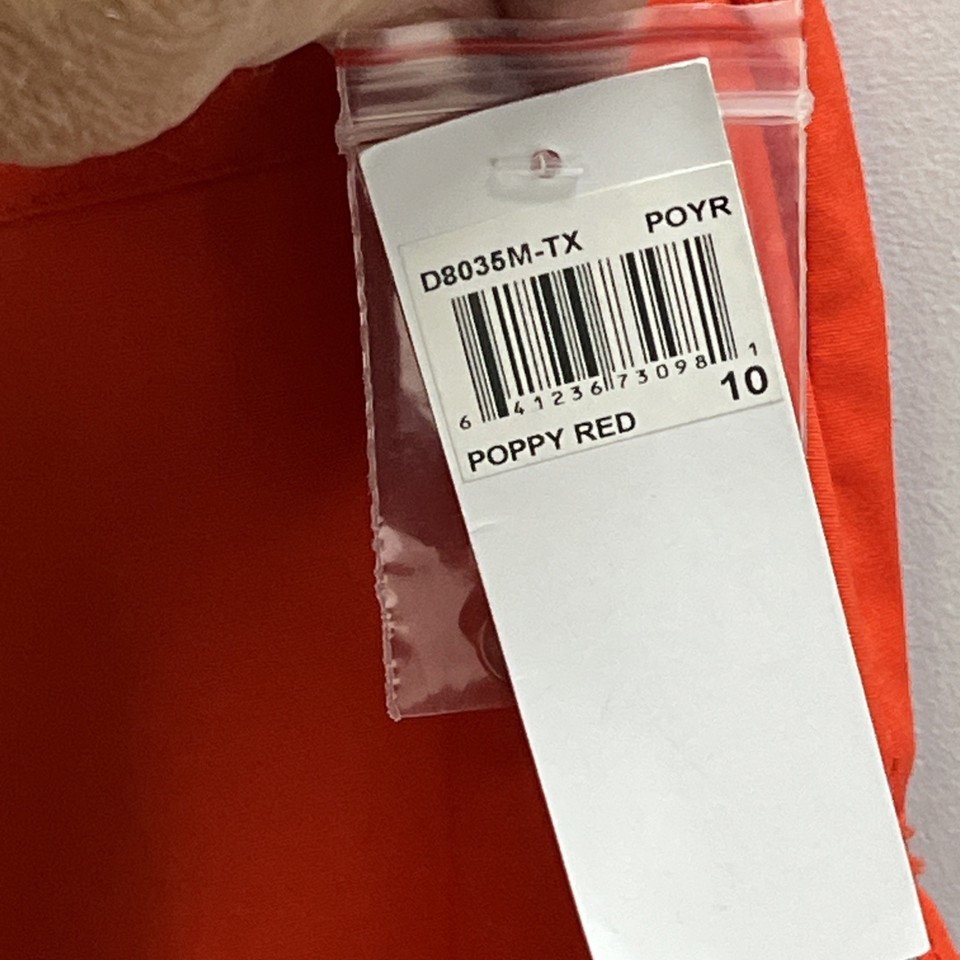 D8035M-TX POYR
6 41236 73098 1
10
POPPY RED